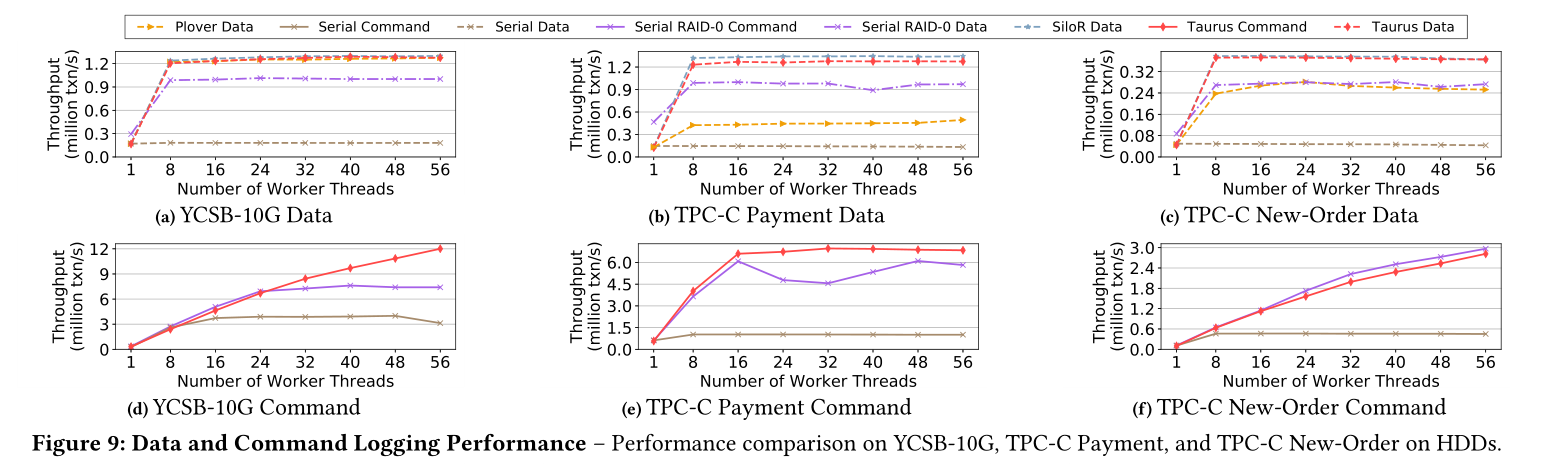 Plover Data Serial Command Serial Data Serial RAID-0 Command Serial RAID-0 Data SiloR Data Taurus Command Taurus Data
Throughput
(million txn/s)
1.2
0.9
0.6
0.3
0.0
1 8 16 24 32 40 48 56
Number of Worker Threads
(a) YCSB-10G Data
Throughput
(million txn/s)
1.2
0.9
0.6
0.3
0.0
1 8 16 24 32 40 48 56
Number of Worker Threads
(b) TPC-C Payment Data
Throughput
(million txn/s)
0.32
0.24
0.16
0.08
0.00
1 8 16 24 32 40 48 56
Number of Worker Threads
(c) TPC-C New-Order Data
Throughput
(million txn/s)
12
9
6
3
0
1 8 16 24 32 40 48 56
Number of Worker Threads
(d) YCSB-10G Command
Throughput
(million txn/s)
6.0
4.5
3.0
1.5
0.0
1 8 16 24 32 40 48 56
Number of Worker Threads
(e) TPC-C Payment Command
Throughput
(million txn/s)
3.0
2.4
1.8
1.2
0.6
0.0
1 8 16 24 32 40 48 56
Number of Worker Threads
(f) TPC-C New-Order Command
Figure 9: Data and Command Logging Performance – Performance comparison on YCSB-10G, TPC-C Payment, and TPC-C New-Order on HDDs.